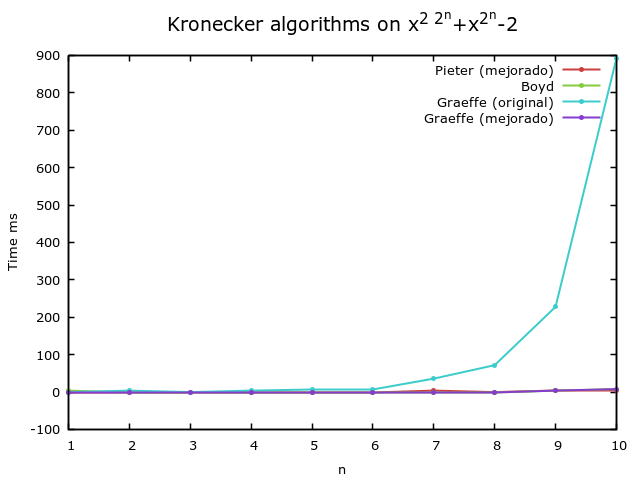 Kronecker algorithms on x^2 2^n+x^2^n-2
Pieter (mejorado)
Boyd
Graeffe (original)
Graeffe (mejorado)
Time ms
900
800
700
600
500
400
300
200
100
0
-100
1 2 3 4 5 6 7 8 9 10
n